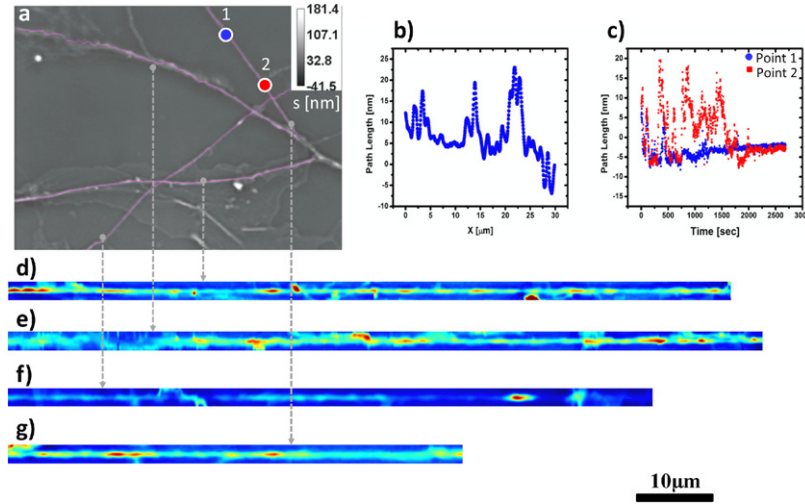 a
1
2
181.4
107.1
32.8
-41.5
s [nm]
b)
Path Length [nm]
25
20
15
10
5
0
-5
-10
0 5 10 15 20 25 30
X [µm]
c)
Point 1
Point 2
Path Length [nm]
20
15
10
5
0
-5
-10
-15
0 500 1000 1500 2000 2500 300
Time [sec]
d)
e)
f)
g)
10µm